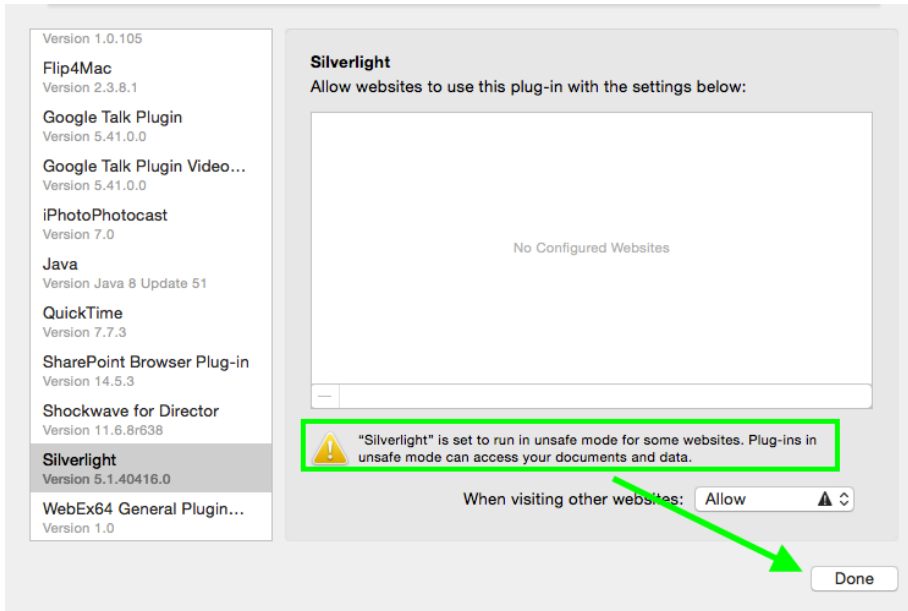 Version 1.0.105
Flip4Mac
Version 2.3.8.1
Google Talk Plugin
Version 5.41.0.0
Google Talk Plugin Video...
Version 5.41.0.0
iPhotoPhotocast
Version 7.0
Java
Version Java 8 Update 51
QuickTime
Version 7.7.3
SharePoint Browser Plug-in
Version 14.5.3
Shockwave for Director
Version 11.6.8r638
Silverlight
Version 5.1.40416.0
WebEx64 General Plugin...
Version 1.0
Silverlight
Allow websites to use this plug-in with the settings below:
No Configured Websites
“Silverlight” is set to run in unsafe mode for some websites. Plug-ins in
unsafe mode can access your documents and data.
When visiting other websites: Allow
Done